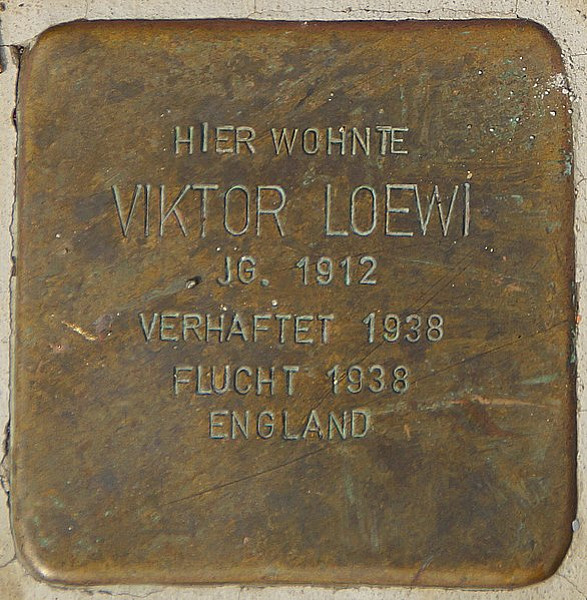 HIER WOHNTE
VIKTOR LOEWI
JG. 1912
VERHAFTET 1938
FLUCHT 1938
ENGLAND